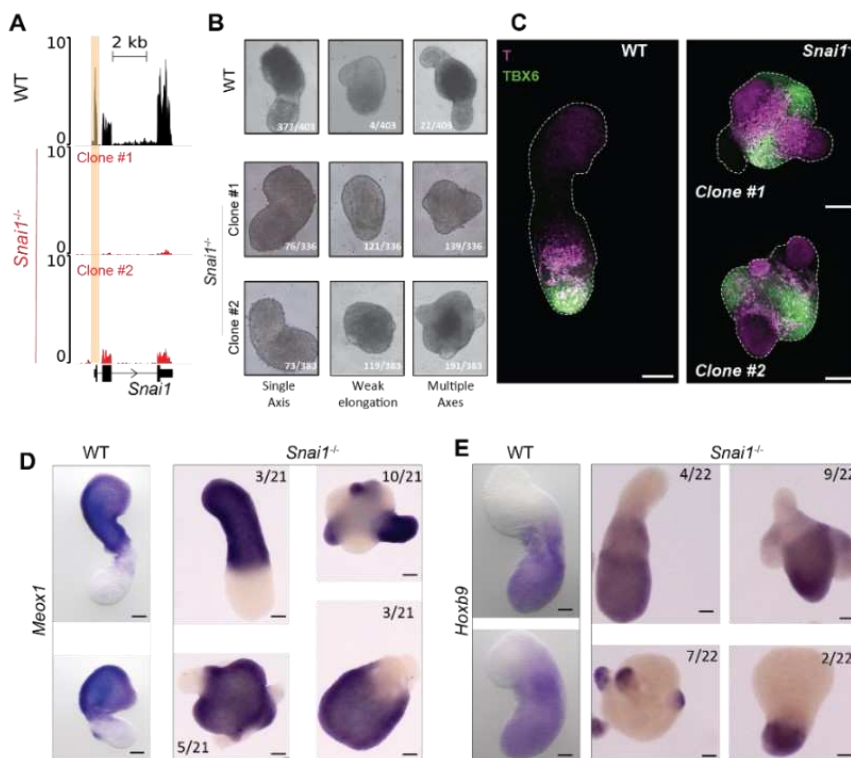 A
10
2 kb
WT
0
10
Clone #1
Snai1-/-
0
10
Clone #2
0
Snai1
B
WT
377/403
4/403
22/403
Clone #1
76/336
121/336
139/336
Snai1-/-
Clone #2
73/383
119/383
191/383
Single
Axis
Weak
elongation
Multiple
Axes
C
T
TBX6
WT
Snai1-
Clone #1
Clone #2
D
WT
Snai1-/-
Meox1
3/21
10/21
5/21
3/21
E
WT
Snai1-/-
Hoxb9
4/22
9/22
7/22
2/22